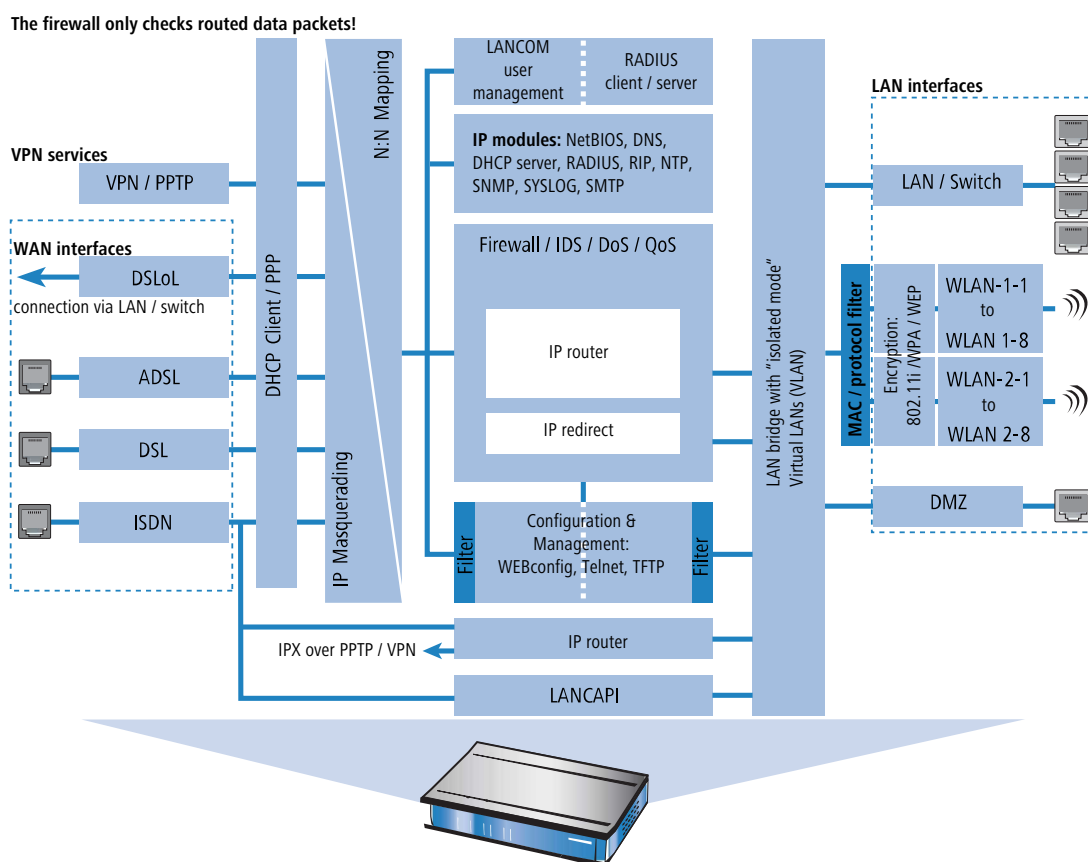 The firewall only checks routed data packets!
VPN services
VPN / PPTP
WAN interfaces
DSLoL
connection via LAN / switch
ADSL
DSL
ISDN
DHCP Client / PPP
IP Masquerading
N:N Mapping
LANCOM
user
management
RADIUS
client / server
IP modules: NetBIOS, DNS,
DHCP server, RADIUS, RIP, NTP,
SNMP, SYSLOG, SMTP
Firewall / IDS / DoS / QoS
IP router
IP redirect
Filter
Configuration &
Management:
WEBconfig, Telnet, TFTP
Filter
IPX over PPTP / VPN
IP router
LANCAPI
LAN bridge with "isolated mode"
Virtual LANs (VLAN)
LAN interfaces
LAN / Switch
MAC / protocol filter
Encryption:
802.11i /WPA / WEP
WLAN-1-1
to
WLAN 1-8
WLAN-2-1
to
WLAN 2-8
DMZ